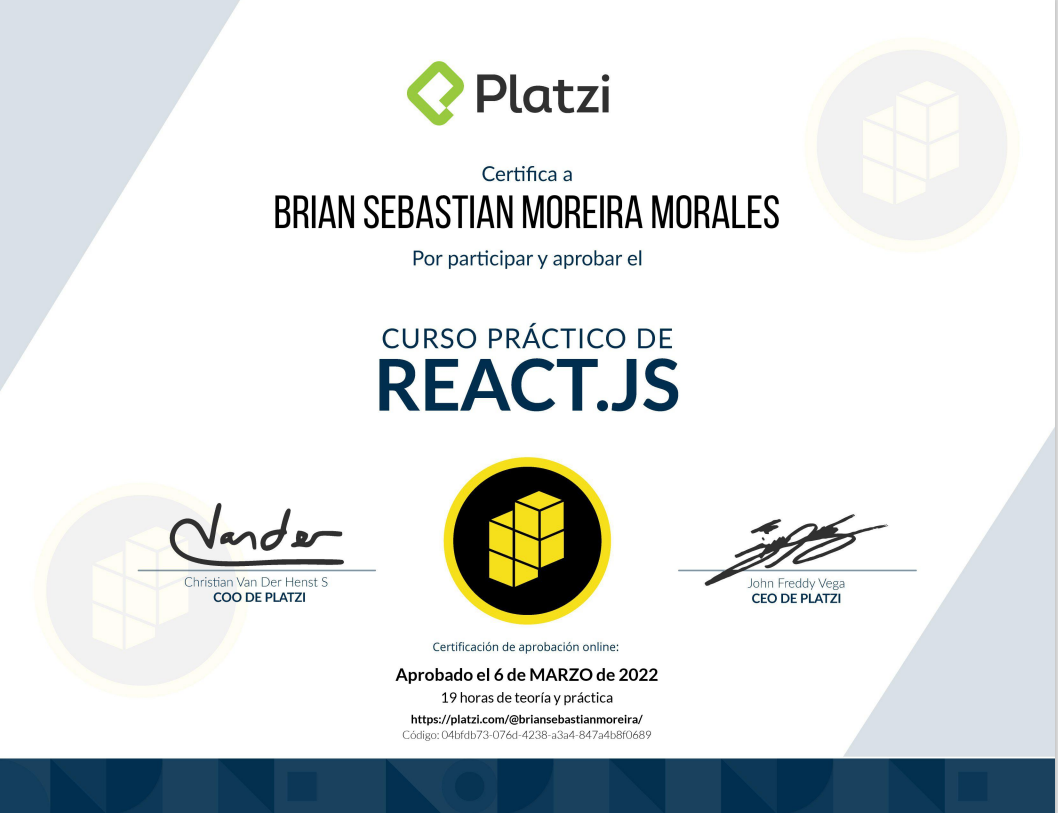 Platzi
Certifica a
BRIAN SEBASTIAN MOREIRA MORALES
Por participar y aprobar el
CURSO PRÁCTICO DE
REACT.JS
Vander
Christian Van Der Henst S
COO DE PLATZI
John Freddy Vega
CEO DE PLATZI
Certificación de aprobación online:
Aprobado el 6 de MARZO de 2022
19 horas de teoría y práctica
https://platzi.com/@briansebastianmoreira/
Código: 04bfdb73-076d-4238-a3a4-847a4b8f0689